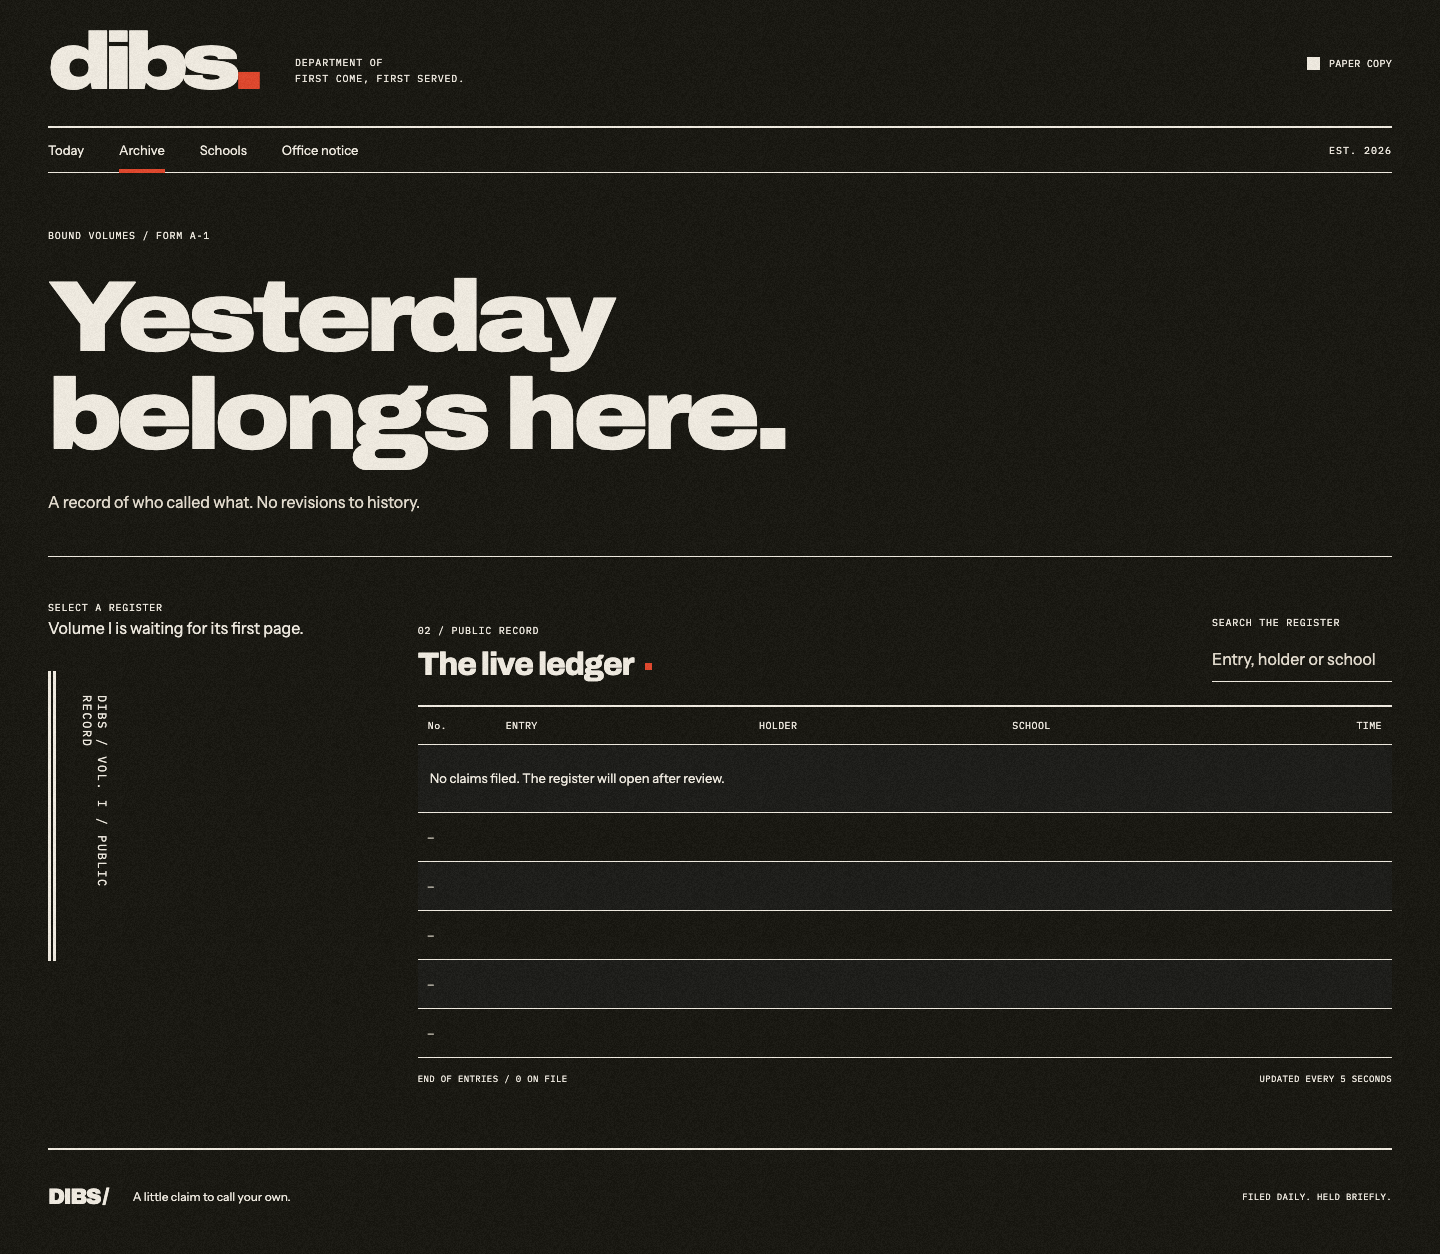 dibs.
DEPARTMENT OF
FIRST COME, FIRST SERVED.
PAPER COPY
Today
Archive
Schools
Office notice
EST. 2026
BOUND VOLUMES / FORM A-1
Yesterday
belongs here.
A record of who called what. No revisions to history.
SELECT A REGISTER
Volume I is waiting for its first page.
DIBS / VOL. I / PUBLIC
RECORD
02 / PUBLIC RECORD
The live ledger
SEARCH THE REGISTER
Entry, holder or school
No. ENTRY HOLDER SCHOOL TIME
No claims filed. The register will open after review.
—
—
—
—
—
END OF ENTRIES / 0 ON FILE
UPDATED EVERY 5 SECONDS
DIBS/
A little claim to call your own.
FILED DAILY. HELD BRIEFLY.